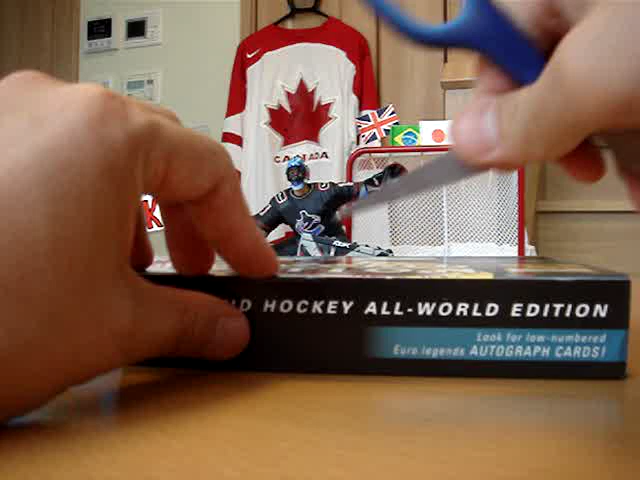 CANADA
HOCKEY ALL-WORLD EDITION
Look for low-numbered
Euro legends AUTOGRAPH CARDS!